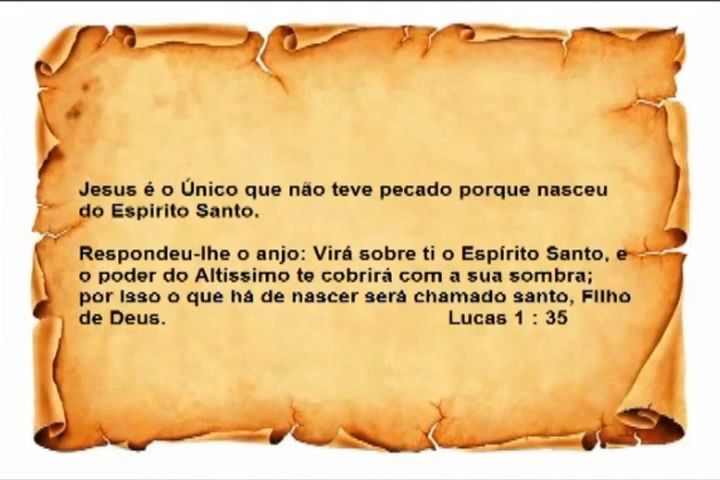 Jesus é o Único que não teve pecado porque nasceu
do Espirito Santo.
Respondeu-lhe o anjo: Virá sobre ti o Espírito Santo, e
o poder do Altíssimo te cobrirá com a sua sombra;
por isso o que há de nascer será chamado santo, Filho
de Deus. Lucas 1 : 35